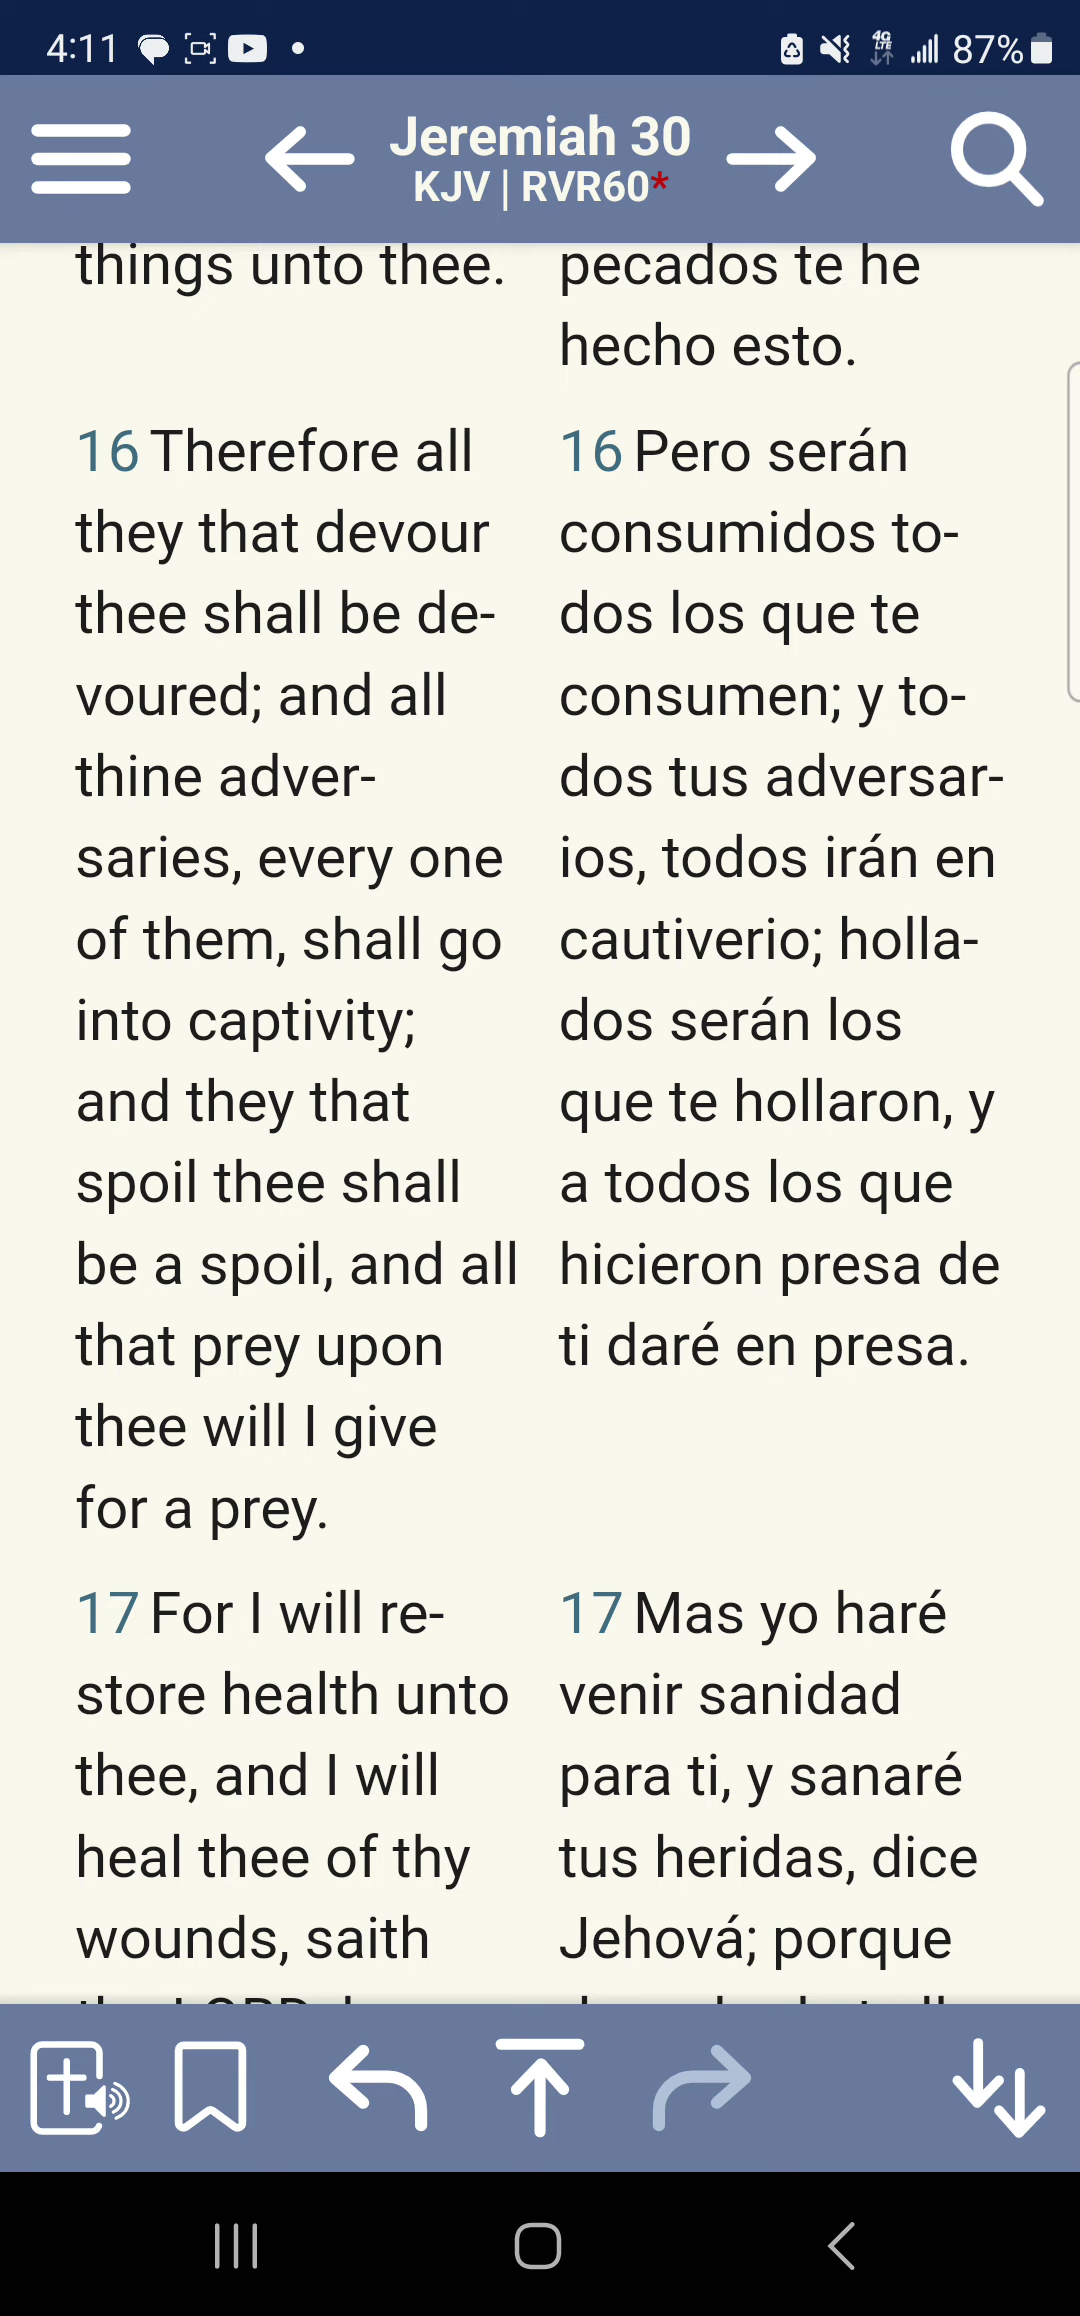 4:11
4G
LTE
87%
Jeremiah 30
KJV | RVR60*
things unto thee.
16 Therefore all
they that devour
thee shall be de-
voured; and all
thine adver-
saries, every one
of them, shall go
into captivity;
and they that
spoil thee shall
be a spoil, and all
that prey upon
thee will I give
for a prey.
17 For I will re-
store health unto
thee, and I will
heal thee of thy
wounds, saith
pecados te he
hecho esto.
16 Pero serán
consumidos to-
dos los que te
consumen; y to-
dos tus adversar-
ios, todos irán en
cautiverio; holla-
dos serán los
que te hollaron, y
a todos los que
hicieron presa de
ti daré en presa.
17 Mas yo haré
venir sanidad
para ti, y sanaré
tus heridas, dice
Jehová; porque